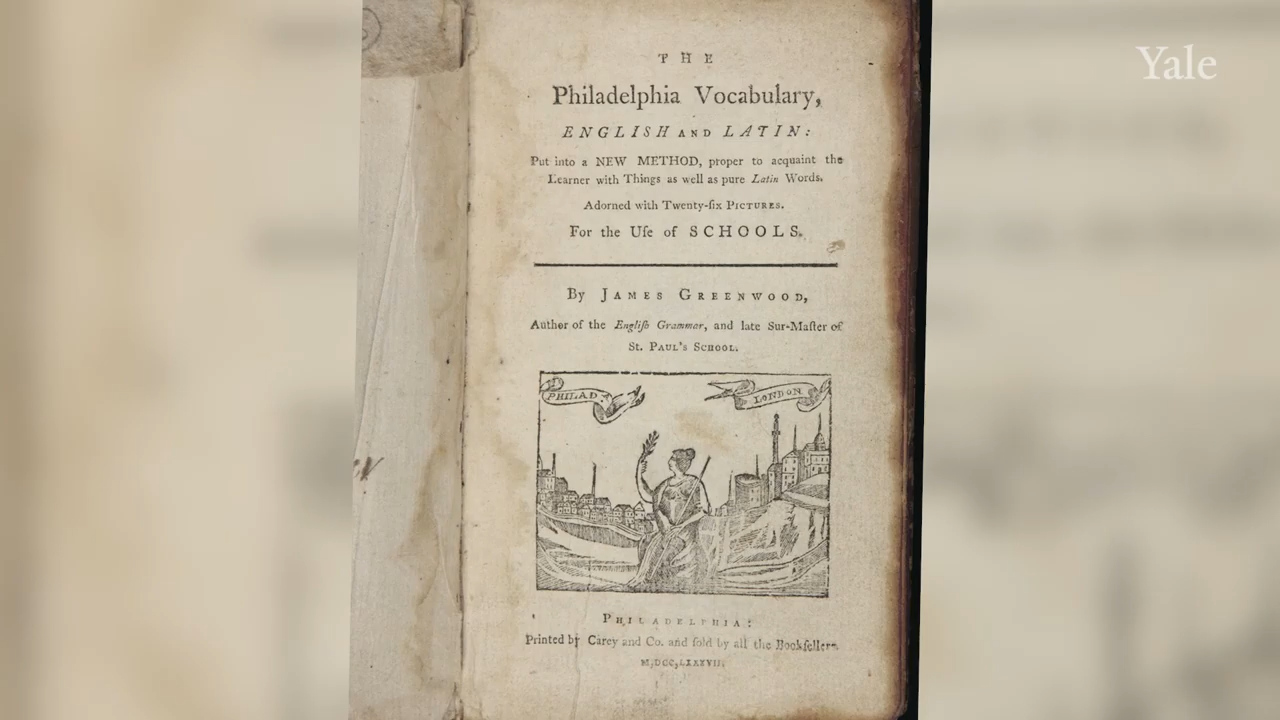 THE
Philadelphia Vocabulary,
ENGLISH AND LATIN:
Put into a NEW METHOD, proper to acquaint the
Learner with Things as well as pure Latin Words.
Adorned with Twenty-ſix PICTURES.
For the Uſe of SCHOOLS.
By JAMES GREENWOOD,
Author of the Engliſh Grammar, and late Sur-Maſter of
St. PAUL'S SCHOOL.
PHILAD.A
LONDON
PHILADELPHIA:
Printed by Carey and Co. and ſold by all the Bookſellers.
M,DCC,LXXXVII.
Yale